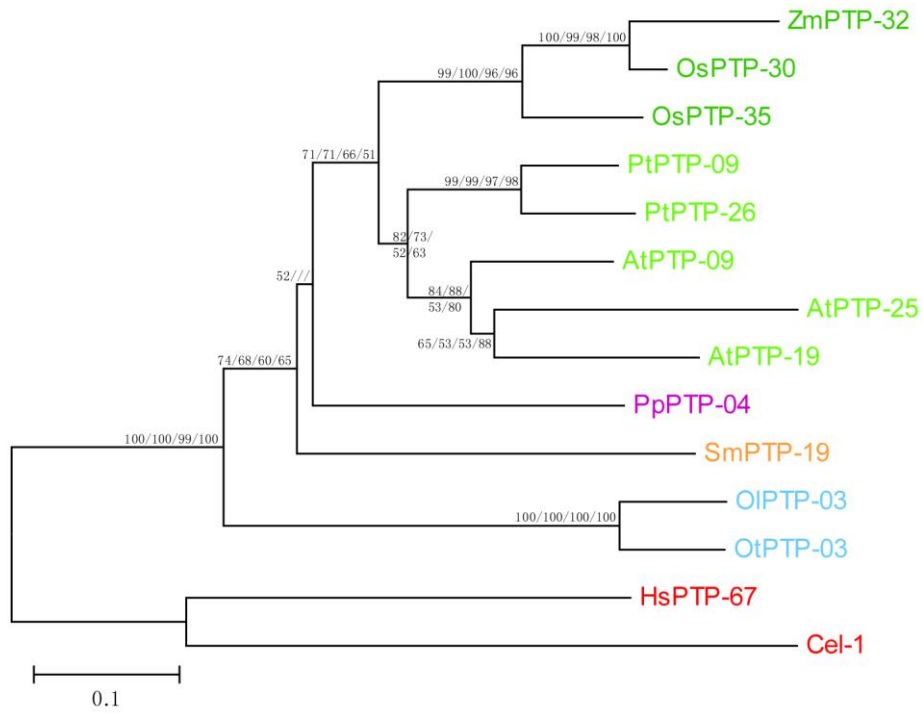 ZmPTP-32
100/99/98/100
OsPTP-30
99/100/96/96
OsPTP-35
71/71/66/51
PtPTP-09
99/99/97/98
PtPTP-26
82/73/
52/63
AtPTP-09
52///
84/88/
53/80
AtPTP-25
65/53/53/88
AtPTP-19
74/68/60/65
PpPTP-04
100/100/99/100
SmPTP-19
OlPTP-03
100/100/100/100
OtPTP-03
HsPTP-67
Cel-1
0.1